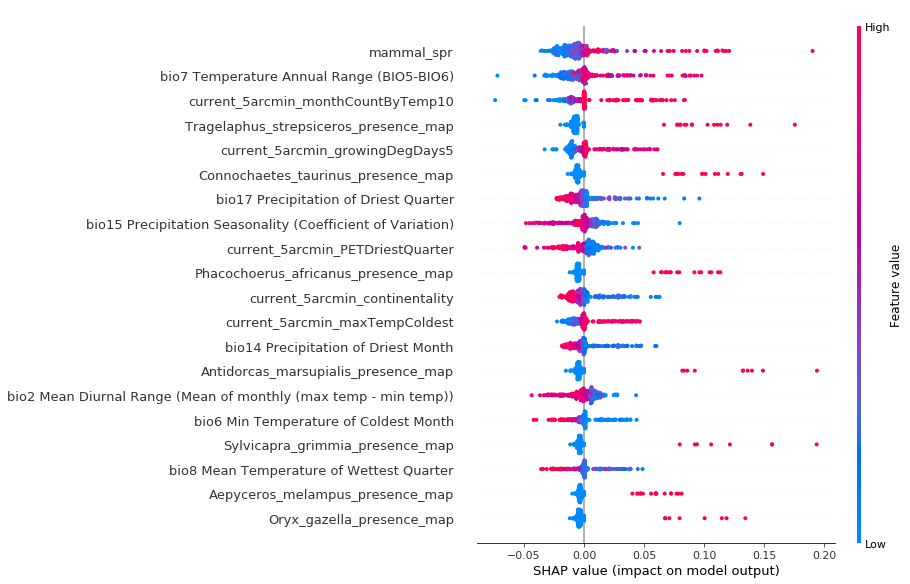 High
mammal_spr
bio7 Temperature Annual Range (BIO5-BIO6)
current_5arcmin_monthCountByTemp10
Tragelaphus_strepsiceros_presence_map
current_5arcmin_growingDegDays5
Connochaetes_taurinus_presence_map
bio17 Precipitation of Driest Quarter
bio15 Precipitation Seasonality (Coefficient of Variation)
current_5arcmin_PETDriestQuarter
Phacochoerus_africanus_presence_map
current_5arcmin_continentality
current_5arcmin_maxTempColdest
bio14 Precipitation of Driest Month
Antidorcas_marsupialis_presence_map
bio2 Mean Diurnal Range (Mean of monthly (max temp - min temp))
bio6 Min Temperature of Coldest Month
Sylvicapra_grimmia_presence_map
bio8 Mean Temperature of Wettest Quarter
Aepyceros_melampus_presence_map
Oryx_gazella_presence_map
Feature value
Low
−0.05 0.00 0.05 0.10 0.15 0.20
SHAP value (impact on model output)